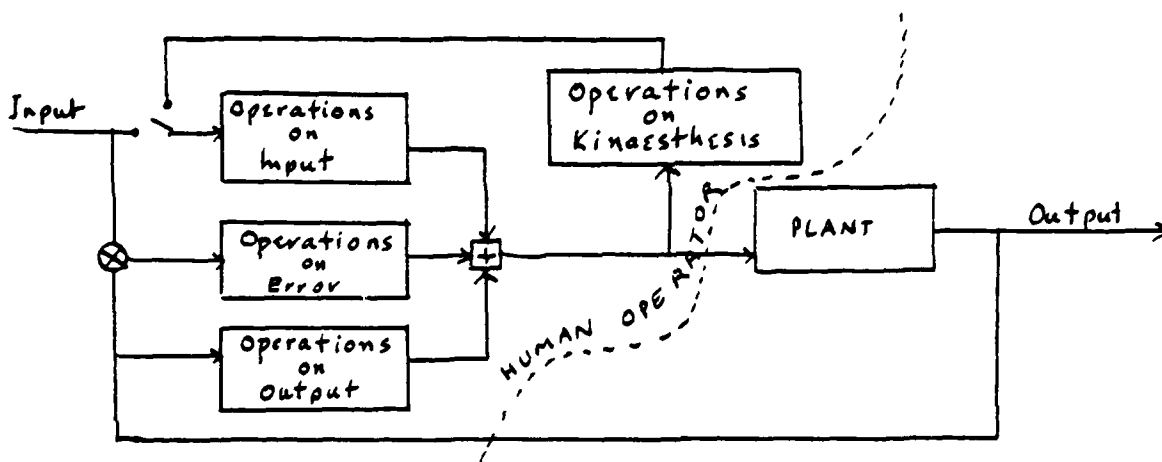 Input
Operations
on
Input
Operations
on
Kinaesthesis
Operations
on
Error
+
HUMAN OPERATOR
PLANT
Output
Operations
on
Output